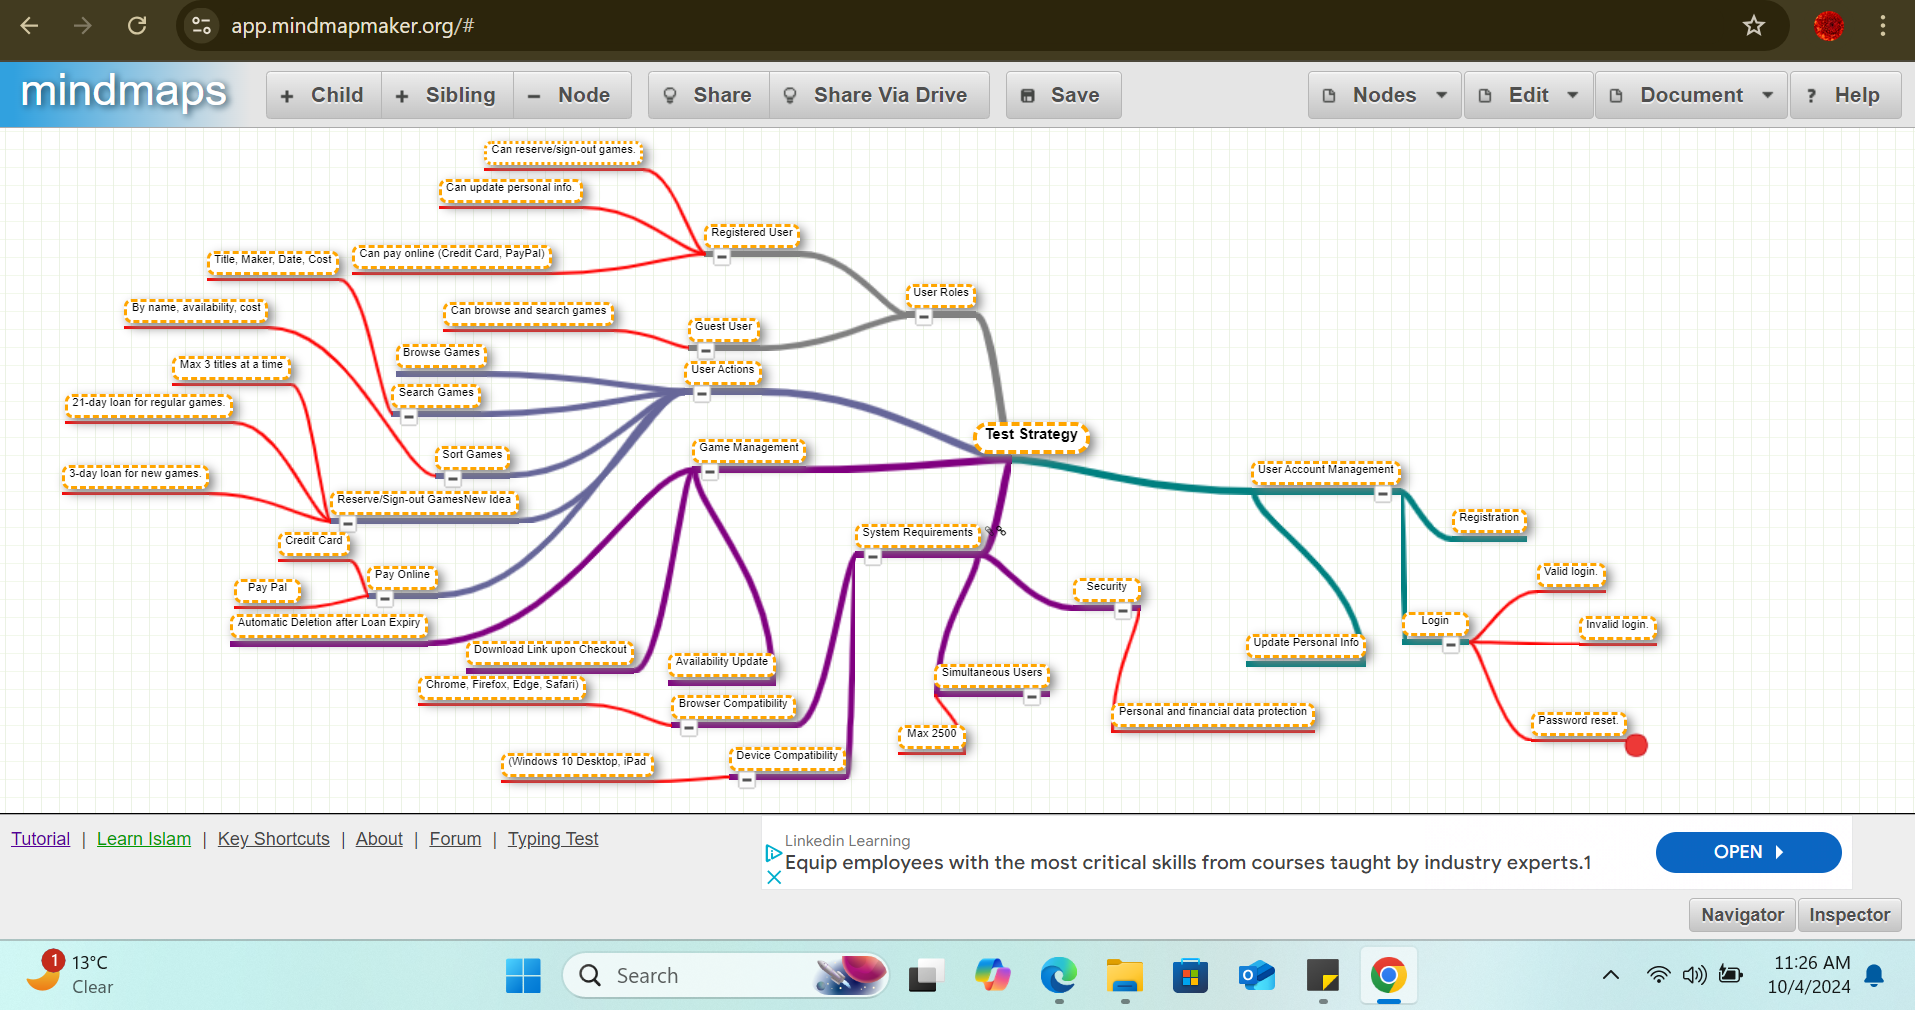 app.mindmapmaker.org/#
mindmaps
+ Child
+ Sibling
− Node
Share
Share Via Drive
Save
Nodes
Edit
Document
? Help
Can reserve/sign-out games.
Can update personal info.
Registered User
Can pay online (Credit Card, PayPal)
Title, Maker, Date, Cost
User Roles
By name, availability, cost
Can browse and search games
Guest User
Browse Games
Max 3 titles at a time
User Actions
Search Games
21-day loan for regular games.
Test Strategy
Game Management
Sort Games
User Account Management
3-day loan for new games.
Reserve/Sign-out GamesNew Idea
Registration
System Requirements
Credit Card
Pay Online
Valid login.
Pay Pal
Security
Automatic Deletion after Loan Expiry
Login
Invalid login.
Download Link upon Checkout
Update Personal Info
Availability Update
Simultaneous Users
Chrome, Firefox, Edge, Safari)
Browser Compatibility
Personal and financial data protection
Password reset.
Max 2500
Device Compatibility
(Windows 10 Desktop, iPad
Tutorial | Learn Islam | Key Shortcuts | About | Forum | Typing Test
Linkedin Learning
Equip employees with the most critical skills from courses taught by industry experts.1
OPEN
Navigator
Inspector
1
13°C
Clear
Search
11:26 AM
10/4/2024